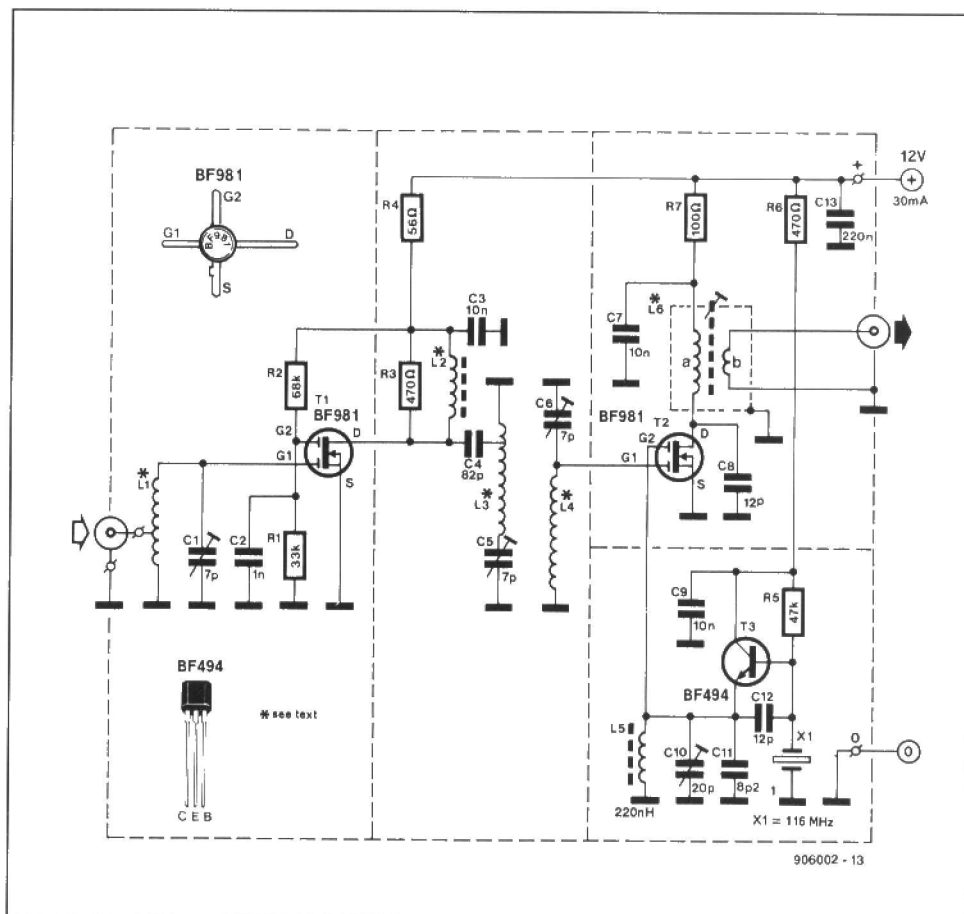 BF981
G2
G1
D
BF981
S
R4
56Ω
R7
100Ω
R6
470Ω
+
12V
+
30mA
C13
220n
C3
10n
*
L2
R2
68k
R3
470Ω
T1
BF981
G2
D
G1
S
C4
82p
*
L1
C1
7p
C2
1n
R1
33k
*
L3
C5
7p
C6
7p
*
L4
C7
10n
*
L6
a
b
BF981
T2
G2
D
G1
S
C8
12p
C9
10n
R5
47k
T3
BF494
C12
12p
L5
220nH
C10
20p
C11
8p2
X1
1
0
0
X1 = 116 MHz
BF494
* see text
C E B
906002 - 13